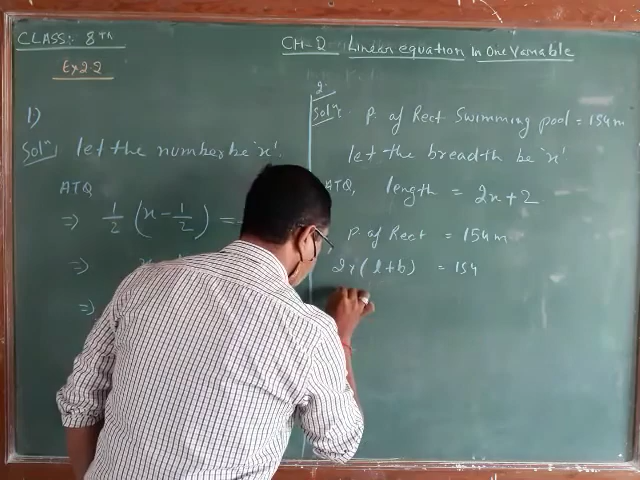 CLASS:- 8TH
CH-2 Linear equation In One Variable
Ex 2.2
1)
Solⁿ: let the number be 'x'.
ATQ
⇒ 1/2 (x - 1/2) =
⇒
⇒
2.
Solⁿ: P. of Rect Swimming pool = 154m
let the breadth be 'x'
ATQ, length = 2x+2
P. of Rect = 154m
2×(l+b) = 154